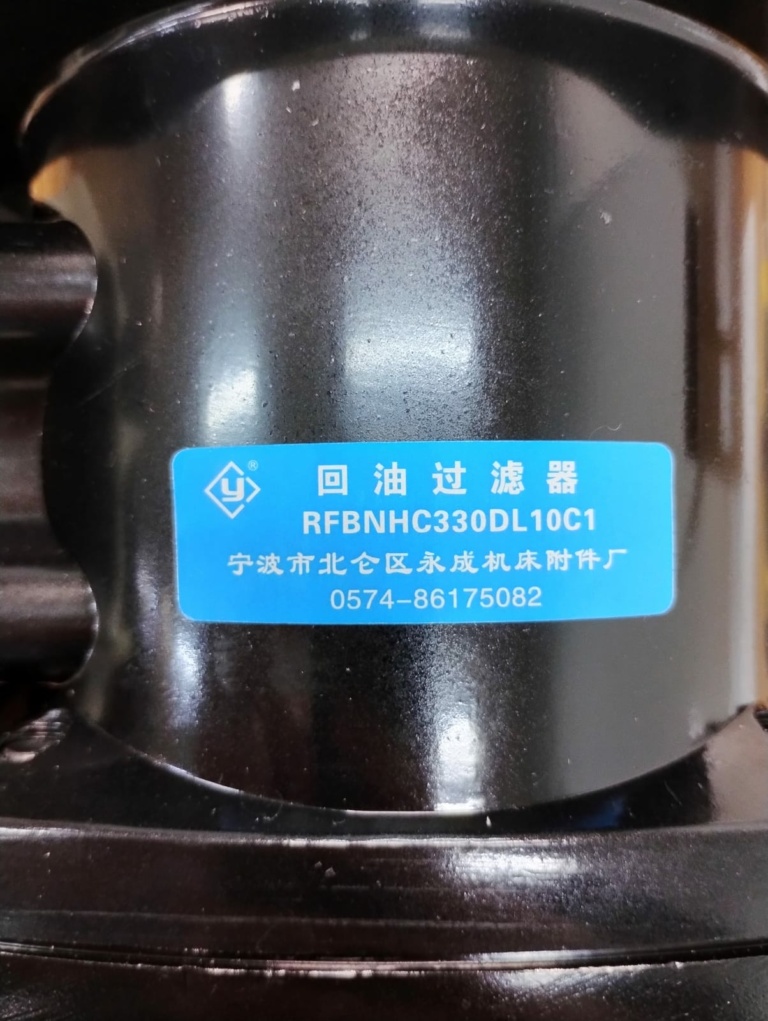 y®
回油过滤器
RFBNHC330DL10C1
宁波市北仑区永成机床附件厂
0574-86175082